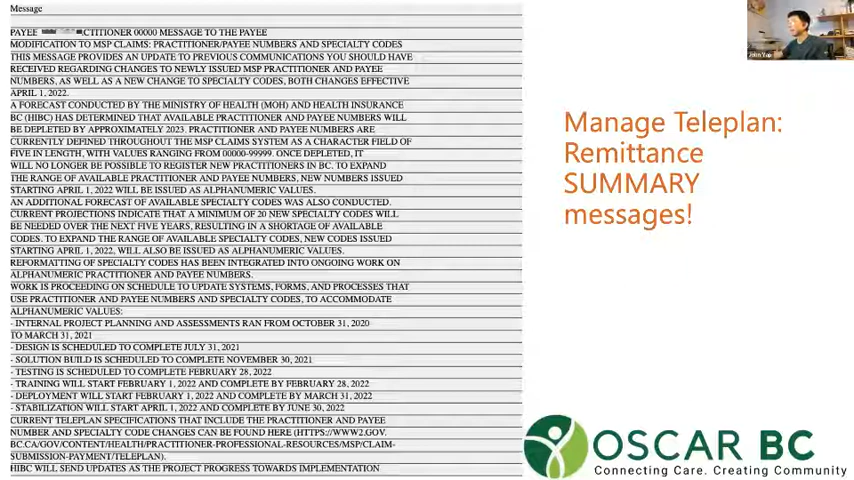 Message
PAYEE CTITIONER 00000 MESSAGE TO THE PAYEE
MODIFICATION TO MSP CLAIMS: PRACTITIONER/PAYEE NUMBERS AND SPECIALTY CODES
THIS MESSAGE PROVIDES AN UPDATE TO PREVIOUS COMMUNICATIONS YOU SHOULD HAVE
RECEIVED REGARDING CHANGES TO NEWLY ISSUED MSP PRACTITIONER AND PAYEE
NUMBERS, AS WELL AS A NEW CHANGE TO SPECIALTY CODES, BOTH CHANGES EFFECTIVE
APRIL 1, 2022.
A FORECAST CONDUCTED BY THE MINISTRY OF HEALTH (MOH) AND HEALTH INSURANCE
BC (HIBC) HAS DETERMINED THAT AVAILABLE PRACTITIONER AND PAYEE NUMBERS WILL
BE DEPLETED BY APPROXIMATELY 2023. PRACTITIONER AND PAYEE NUMBERS ARE
CURRENTLY DEFINED THROUGHOUT THE MSP CLAIMS SYSTEM AS A CHARACTER FIELD OF
FIVE IN LENGTH, WITH VALUES RANGING FROM 00000-99999. ONCE DEPLETED, IT
WILL NO LONGER BE POSSIBLE TO REGISTER NEW PRACTITIONERS IN BC. TO EXPAND
THE RANGE OF AVAILABLE PRACTITIONER AND PAYEE NUMBERS, NEW NUMBERS ISSUED
STARTING APRIL 1, 2022 WILL BE ISSUED AS ALPHANUMERIC VALUES.
AN ADDITIONAL FORECAST OF AVAILABLE SPECIALTY CODES WAS ALSO CONDUCTED.
CURRENT PROJECTIONS INDICATE THAT A MINIMUM OF 20 NEW SPECIALTY CODES WILL
BE NEEDED OVER THE NEXT FIVE YEARS, RESULTING IN A SHORTAGE OF AVAILABLE
CODES. TO EXPAND THE RANGE OF AVAILABLE SPECIALTY CODES, NEW CODES ISSUED
STARTING APRIL 1, 2022, WILL ALSO BE ISSUED AS ALPHANUMERIC VALUES.
REFORMATTING OF SPECIALTY CODES HAS BEEN INTEGRATED INTO ONGOING WORK ON
ALPHANUMERIC PRACTITIONER AND PAYEE NUMBERS.
WORK IS PROCEEDING ON SCHEDULE TO UPDATE SYSTEMS, FORMS, AND PROCESSES THAT
USE PRACTITIONER AND PAYEE NUMBERS AND SPECIALTY CODES, TO ACCOMMODATE
ALPHANUMERIC VALUES:
- INTERNAL PROJECT PLANNING AND ASSESSMENTS RAN FROM OCTOBER 31, 2020
TO MARCH 31, 2021
- DESIGN IS SCHEDULED TO COMPLETE JULY 31, 2021
- SOLUTION BUILD IS SCHEDULED TO COMPLETE NOVEMBER 30, 2021
- TESTING IS SCHEDULED TO COMPLETE FEBRUARY 28, 2022
- TRAINING WILL START FEBRUARY 1, 2022 AND COMPLETE BY FEBRUARY 28, 2022
- DEPLOYMENT WILL START FEBRUARY 1, 2022 AND COMPLETE BY MARCH 31, 2022
- STABILIZATION WILL START APRIL 1, 2022 AND COMPLETE BY JUNE 30, 2022
CURRENT TELEPLAN SPECIFICATIONS THAT INCLUDE THE PRACTITIONER AND PAYEE
NUMBER AND SPECIALTY CODE CHANGES CAN BE FOUND HERE (HTTPS://WWW2.GOV.
BC.CA/GOV/CONTENT/HEALTH/PRACTITIONER-PROFESSIONAL-RESOURCES/MSP/CLAIM-
SUBMISSION-PAYMENT/TELEPLAN).
HIBC WILL SEND UPDATES AS THE PROJECT PROGRESS TOWARDS IMPLEMENTATION
Manage Teleplan:
Remittance
SUMMARY
messages!
OSCAR BC
Connecting Care. Creating Community